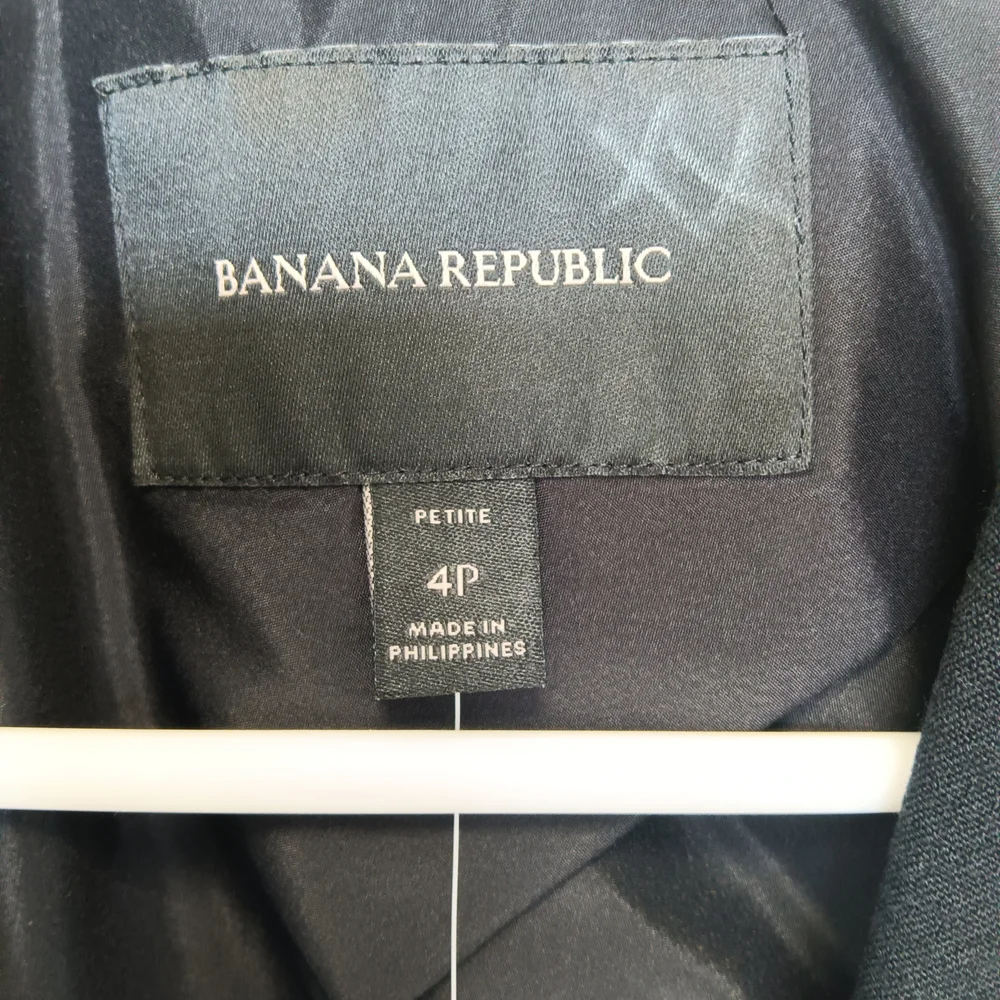 BANANA REPUBLIC
PETITE
4P
MADE IN
PHILIPPINES